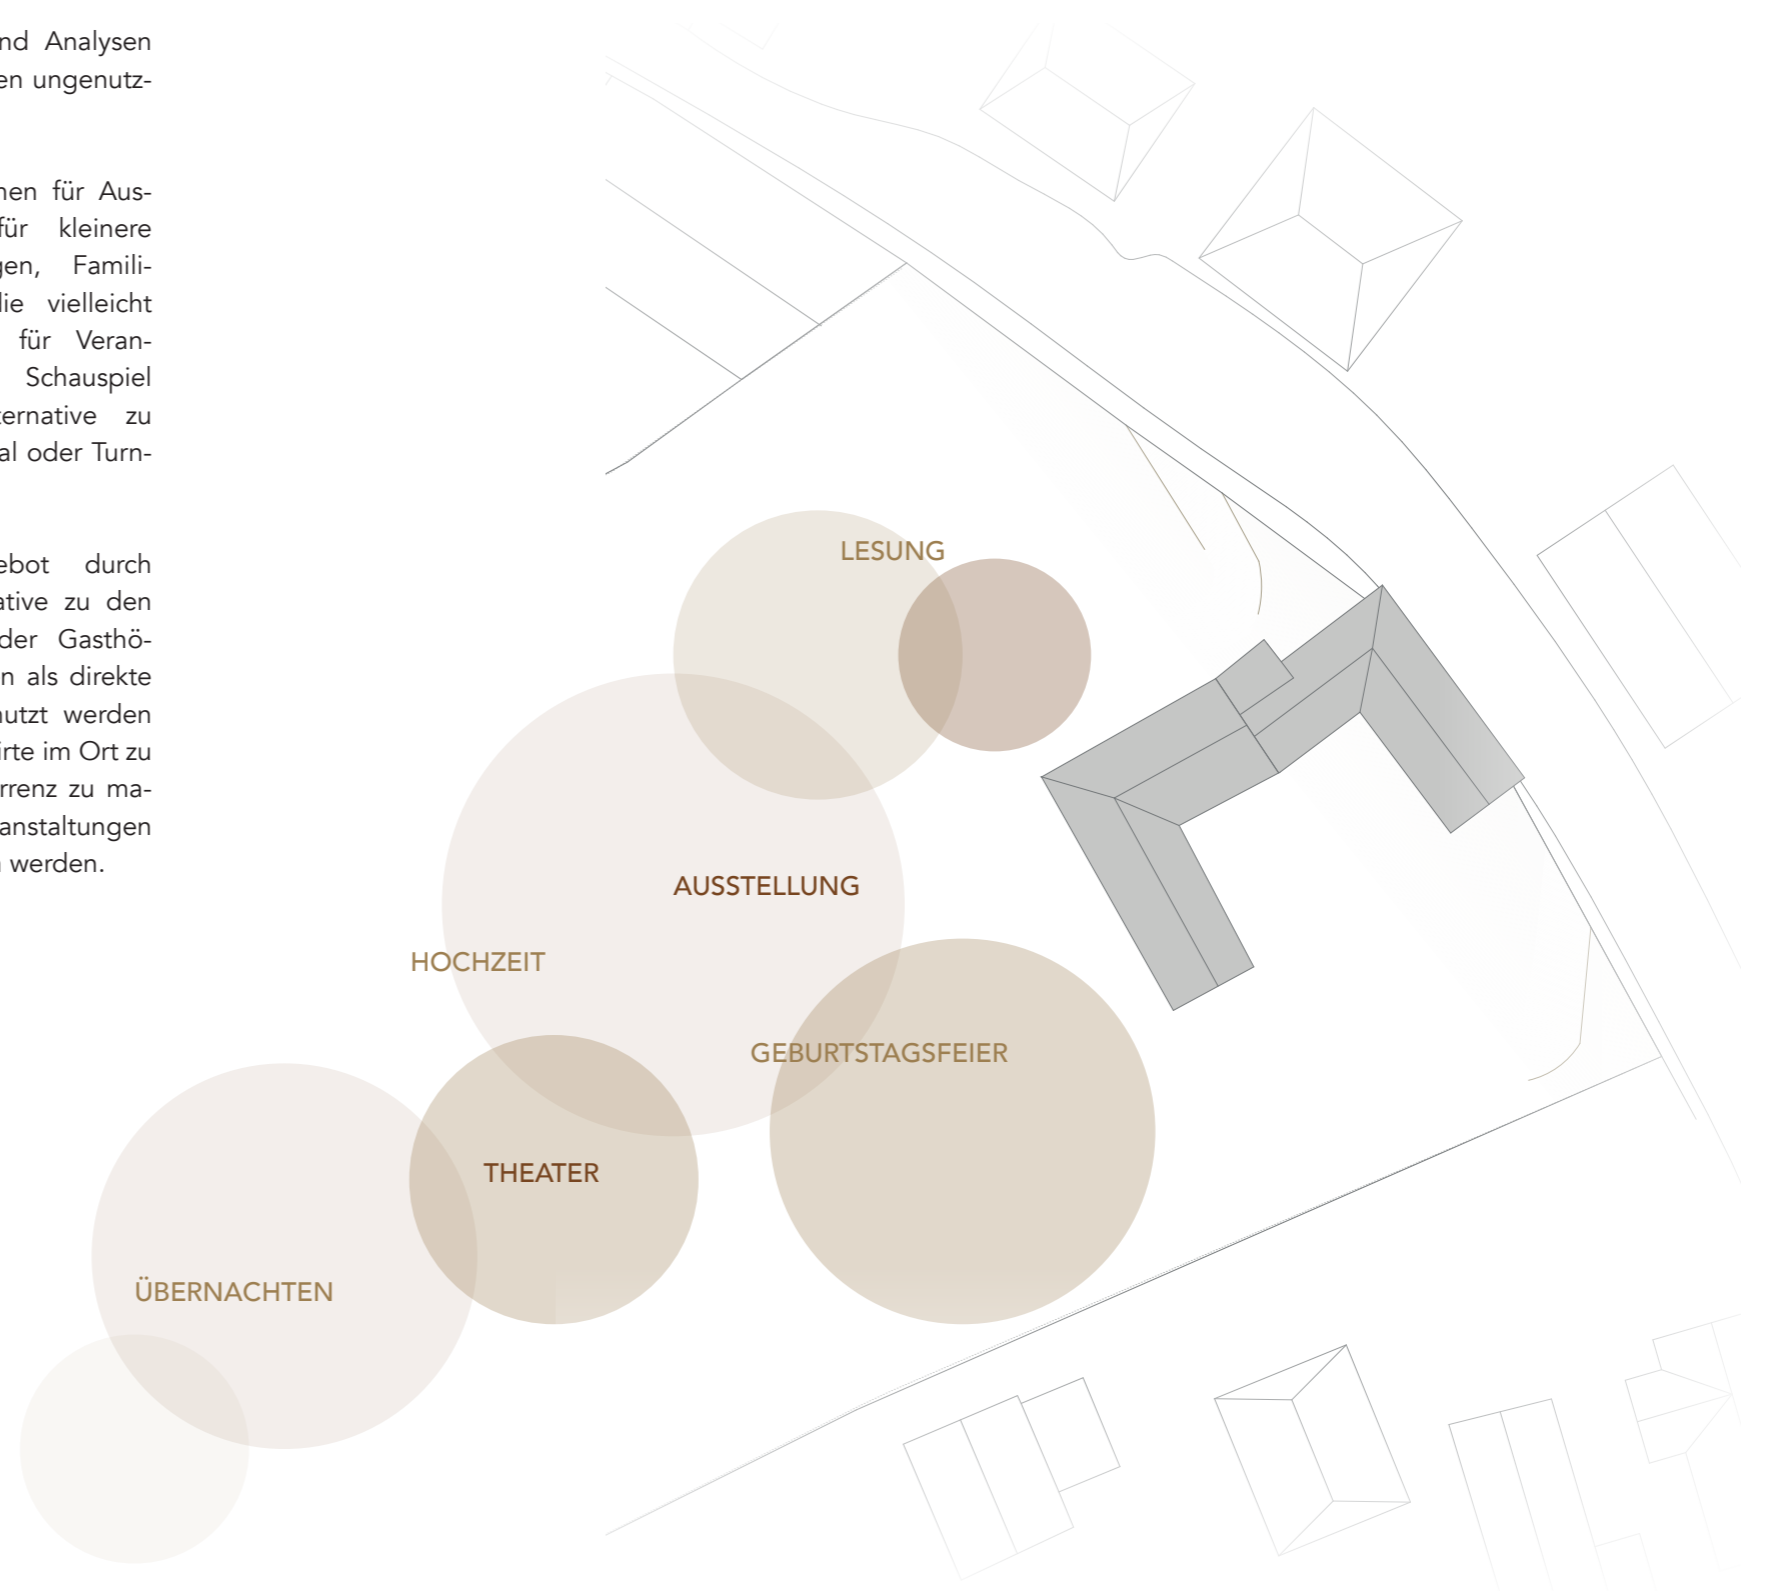 nd Analysen
en ungenutz-
nen für Aus-
für kleinere
gen, Famili-
die vielleicht
für Veran-
Schauspiel
ternative zu
al oder Turn-
ebot durch
ative zu den
der Gasthö-
n als direkte
nutzt werden
irte im Ort zu
rrenz zu ma-
anstaltungen
werden.
LESUNG
AUSSTELLUNG
HOCHZEIT
GEBURTSTAGSFEIER
THEATER
ÜBERNACHTEN